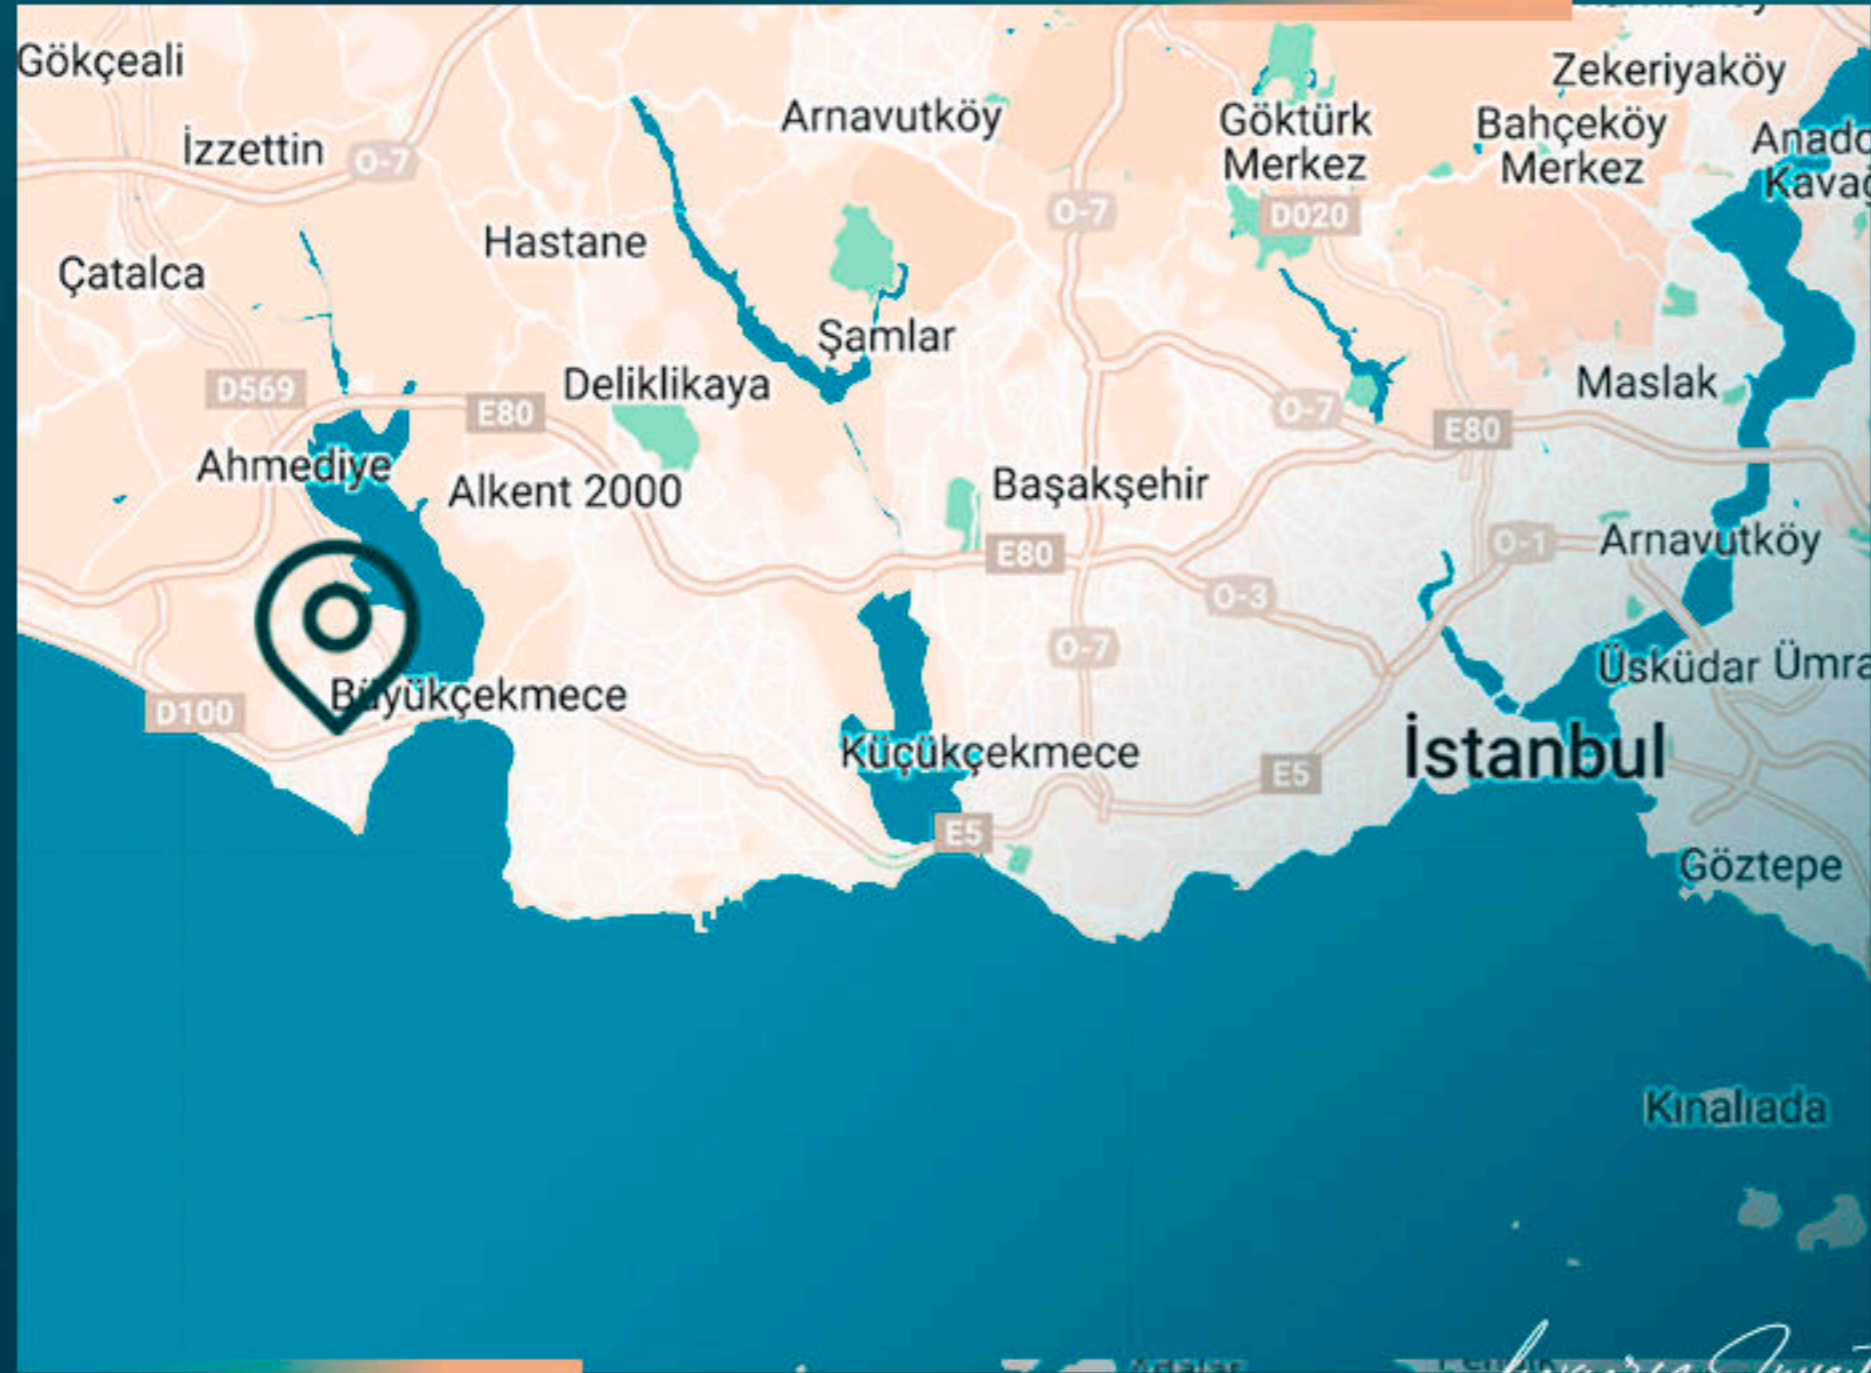 Gökçeali
Zekeriyaköy
Arnavutköy
Göktürk
Merkez
Bahçeköy
Merkez
İzzettin
O-7
O-7
D020
Hastane
Çatalca
Şamlar
D569
E80
Deliklikaya
O-7
E80
Maslak
Ahmediye
Alkent 2000
Başakşehir
E80
O-1
Arnavutköy
O-3
O-7
Üsküdar
D100
Büyükçekmece
Küçükçekmece
E5
İstanbul
E5
Göztepe
Kınalıada